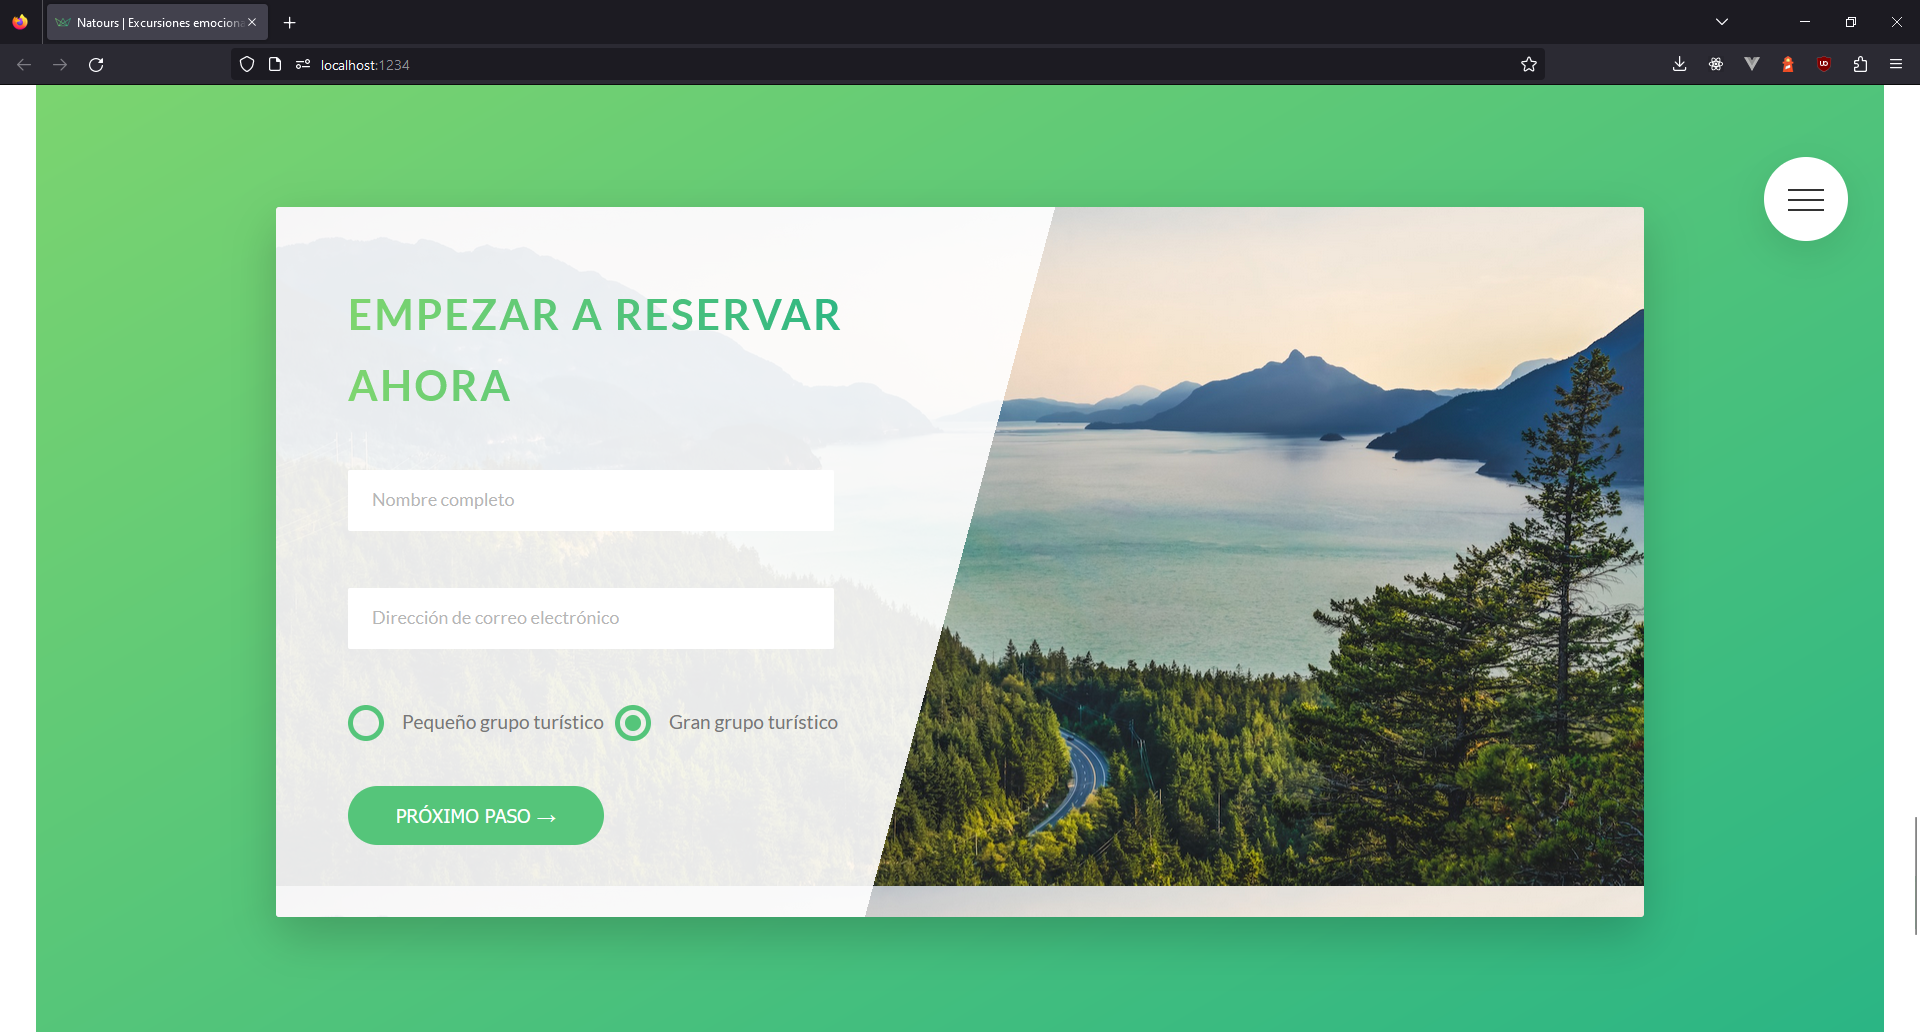 Natours | Excursiones emociona
localhost:1234
EMPEZAR A RESERVAR
AHORA
Nombre completo
Dirección de correo electrónico
Pequeño grupo turístico Gran grupo turístico
PRÓXIMO PASO →